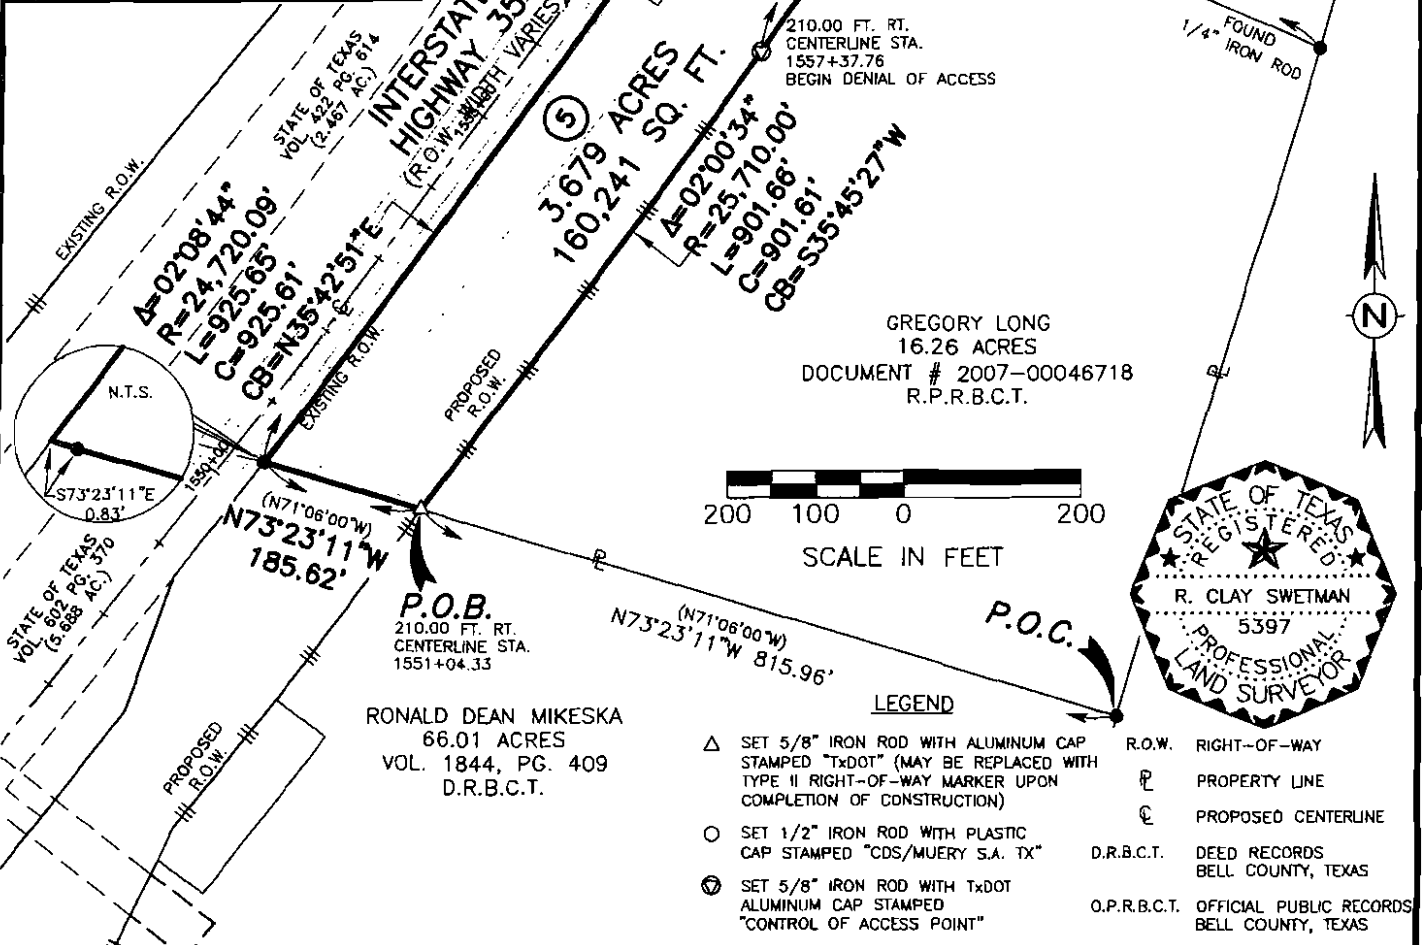 INTERSTATE
HIGHWAY 35
(R.O.W. WIDTH VARIES)
STATE OF TEXAS
VOL. 422 PG. 614
(2.467 AC.)
EXISTING R.O.W.
5
3.679 ACRES
160,241 SQ. FT.
210.00 FT. RT.
CENTERLINE STA.
1557+37.76
BEGIN DENIAL OF ACCESS
FOUND
1/4" IRON ROD
Δ=02°00'34"
R=25,710.00'
L=901.66'
C=901.61'
CB=S35°45'27"W
Δ=02°08'44"
R=24,720.09'
L=925.65'
C=925.61'
CB=N35°42'51"E
EXISTING R.O.W.
PROPOSED
R.O.W.
GREGORY LONG
16.26 ACRES
DOCUMENT # 2007-00046718
R.P.R.B.C.T.
N
N.T.S.
S73°23'11"E
0.83'
1550+00
(N71°06'00"W)
N73°23'11"W
185.62'
STATE OF TEXAS
VOL. 602 PG. 370
(5.688 AC.)
P.O.B.
210.00 FT. RT.
CENTERLINE STA.
1551+04.33
200 100 0 200
SCALE IN FEET
(N71°06'00"W)
N73°23'11"W 815.96'
P.O.C.
STATE OF TEXAS
REGISTERED
R. CLAY SWETMAN
5397
PROFESSIONAL
LAND SURVEYOR
RONALD DEAN MIKESKA
66.01 ACRES
VOL. 1844, PG. 409
D.R.B.C.T.
PROPOSED
R.O.W.
LEGEND
SET 5/8" IRON ROD WITH ALUMINUM CAP
STAMPED "TxDOT" (MAY BE REPLACED WITH
TYPE II RIGHT-OF-WAY MARKER UPON
COMPLETION OF CONSTRUCTION)
SET 1/2" IRON ROD WITH PLASTIC
CAP STAMPED "CDS/MUERY S.A. TX"
SET 5/8" IRON ROD WITH TxDOT
ALUMINUM CAP STAMPED
"CONTROL OF ACCESS POINT"
R.O.W. RIGHT-OF-WAY
PL PROPERTY LINE
CL PROPOSED CENTERLINE
D.R.B.C.T. DEED RECORDS
BELL COUNTY, TEXAS
O.P.R.B.C.T. OFFICIAL PUBLIC RECORDS
BELL COUNTY, TEXAS